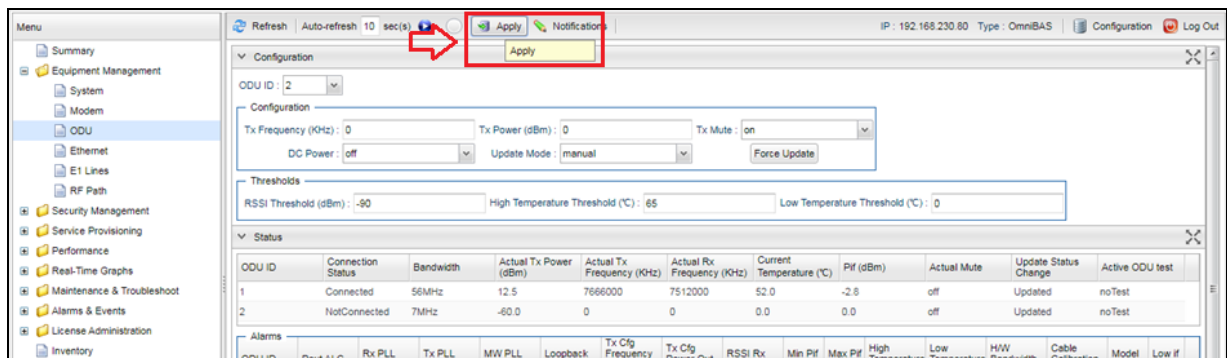 Menu
Refresh Auto-refresh 10 sec(s) Apply Notifications IP : 192.168.230.80 Type : OmniBAS Configuration Log Out
Apply
Summary
Equipment Management
System
Modem
ODU
Ethernet
E1 Lines
RF Path
Security Management
Service Provisioning
Performance
Real-Time Graphs
Maintenance & Troubleshoot
Alarms & Events
License Administration
Inventory
Configuration
ODU ID : 2
Configuration
Tx Frequency (KHz) : 0 Tx Power (dBm) : 0 Tx Mute : on
DC Power : off Update Mode : manual Force Update
Thresholds
RSSI Threshold (dBm) : -90 High Temperature Threshold (℃) : 65 Low Temperature Threshold (℃) : 0
Status
ODU ID Connection Status Bandwidth Actual Tx Power (dBm) Actual Tx Frequency (KHz) Actual Rx Frequency (KHz) Current Temperature (℃) Pif (dBm) Actual Mute Update Status Change Active ODU test
1 Connected 56MHz 12.5 7666000 7512000 52.0 -2.8 off Updated noTest
2 NotConnected 7MHz -60.0 0 0 0.0 0.0 off Updated noTest
Alarms
Rx PLL Tx PLL MW PLL Loopback Tx Cfg Frequency Tx Cfg RSSI Rx Min Pif Max Pif High Low H/W Cable Model Low if